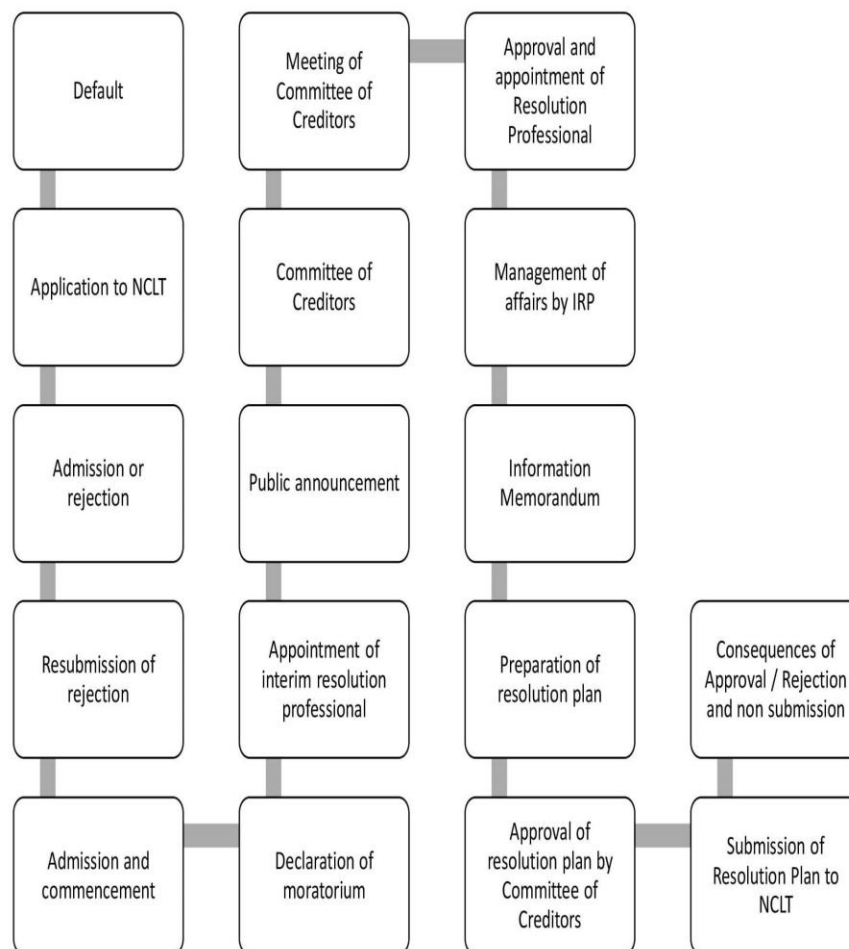 Default
Application to NCLT
Admission or
rejection
Resubmission of
rejection
Admission and
commencement
Declaration of
moratorium
Appointment of
interim resolution
professional
Public announcement
Committee of
Creditors
Meeting of
Committee of
Creditors
Approval and
appointment of
Resolution
Professional
Management of
affairs by IRP
Information
Memorandum
Preparation of
resolution plan
Approval of
resolution plan by
Committee of
Creditors
Submission of
Resolution Plan to
NCLT
Consequences of
Approval / Rejection
and non submission